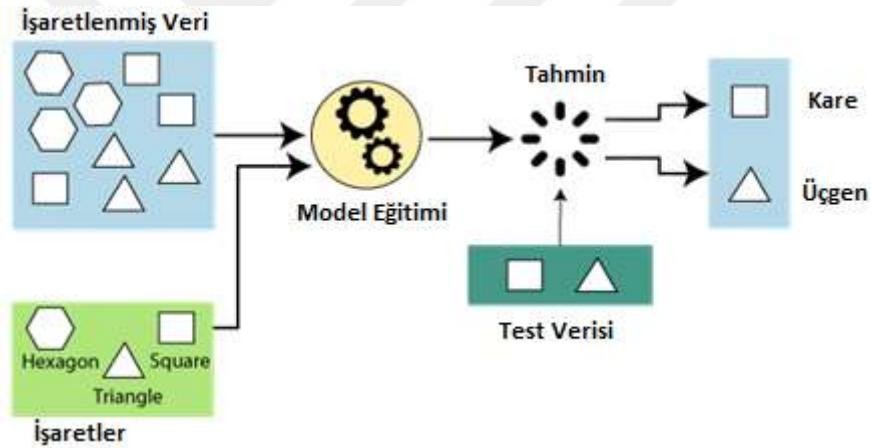 İşaretlenmiş Veri
Tahmin
Kare
Üçgen
Model Eğitimi
Test Verisi
Hexagon
Square
Triangle
İşaretler